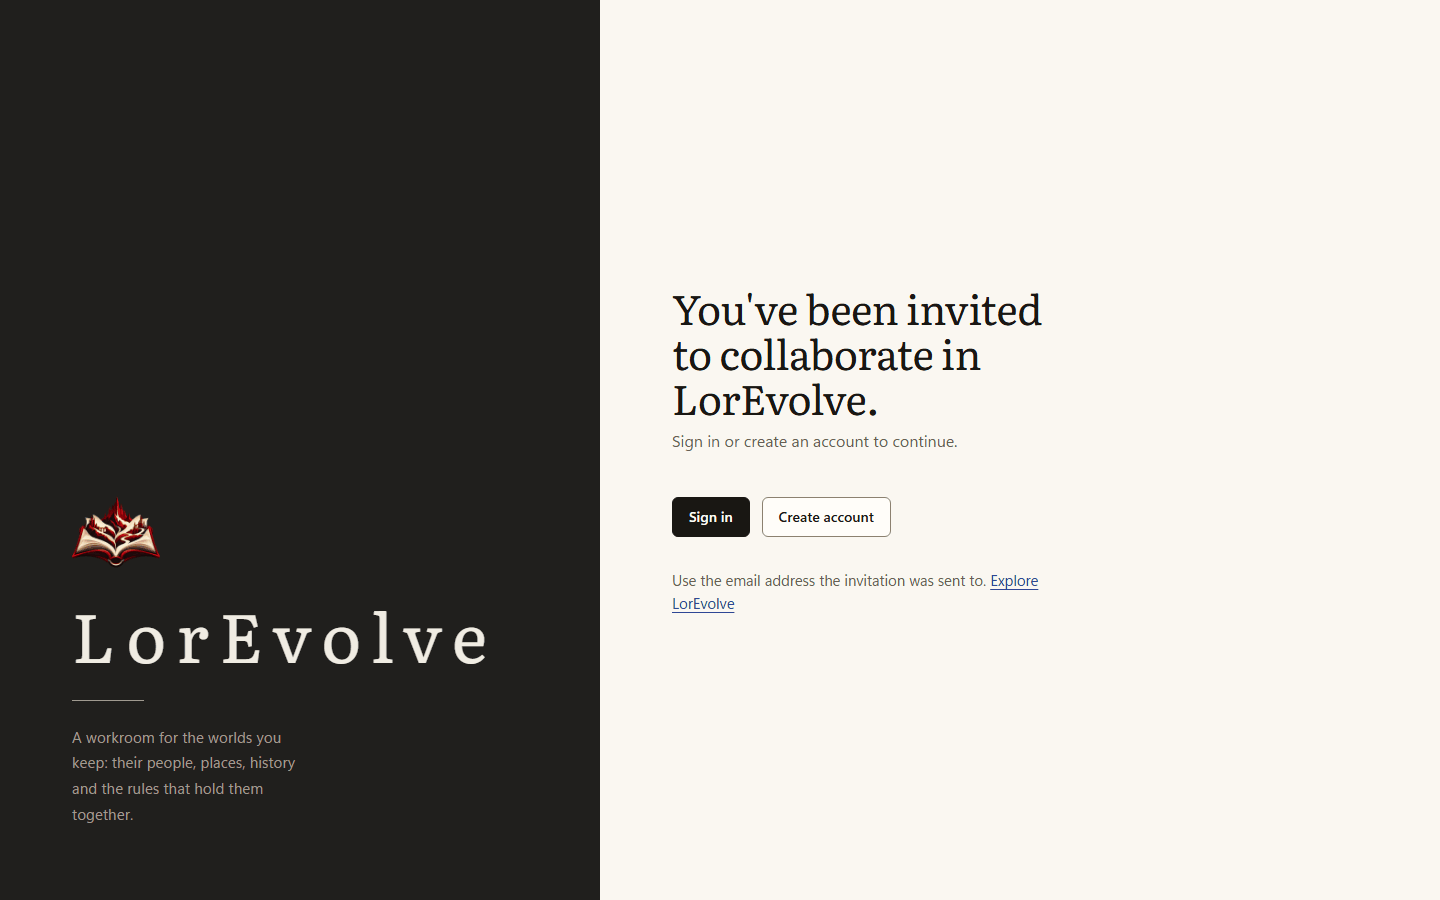 LorEvolve
A workroom for the worlds you
keep: their people, places, history
and the rules that hold them
together.
You've been invited
to collaborate in
LorEvolve.
Sign in or create an account to continue.
Sign in
Create account
Use the email address the invitation was sent to. Explore
LorEvolve